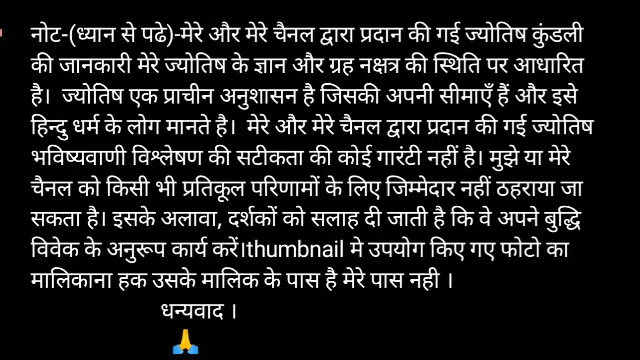 नोट-(ध्यान से पढे)-मेरे और मेरे चैनल द्वारा प्रदान की गई ज्योतिष कुंडली
की जानकारी मेरे ज्योतिष के ज्ञान और ग्रह नक्षत्र की स्थिति पर आधारित
है।  ज्योतिष एक प्राचीन अनुशासन है जिसकी अपनी सीमाएँ हैं और इसे
हिन्दु धर्म के लोग मानते है।  मेरे और मेरे चैनल द्वारा प्रदान की गई ज्योतिष
भविष्यवाणी विश्लेषण की सटीकता की कोई गारंटी नहीं है। मुझे या मेरे
चैनल को किसी भी प्रतिकूल परिणामों के लिए जिम्मेदार नहीं ठहराया जा
सकता है। इसके अलावा, दर्शकों को सलाह दी जाती है कि वे अपने बुद्धि
विवेक के अनुरूप कार्य करें।thumbnail मे उपयोग किए गए फोटो का
मालिकाना हक उसके मालिक के पास है मेरे पास नही ।
धन्यवाद ।
🙏